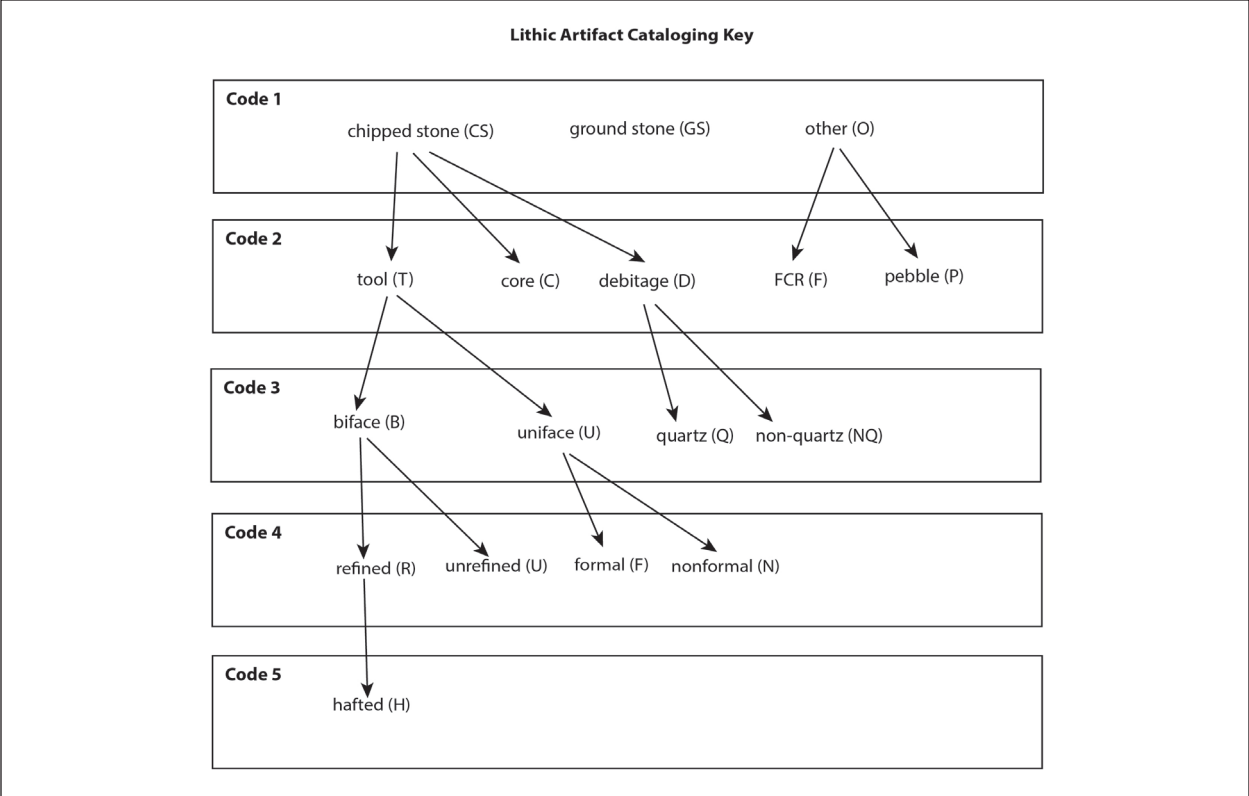 Lithic Artifact Cataloging Key
Code 1
chipped stone (CS)
ground stone (GS)
other (O)
Code 2
tool (T)
core (C)
debitage (D)
FCR (F)
pebble (P)
Code 3
biface (B)
uniface (U)
quartz (Q)
non-quartz (NQ)
Code 4
refined (R)
unrefined (U)
formal (F)
nonformal (N)
Code 5
hafted (H)